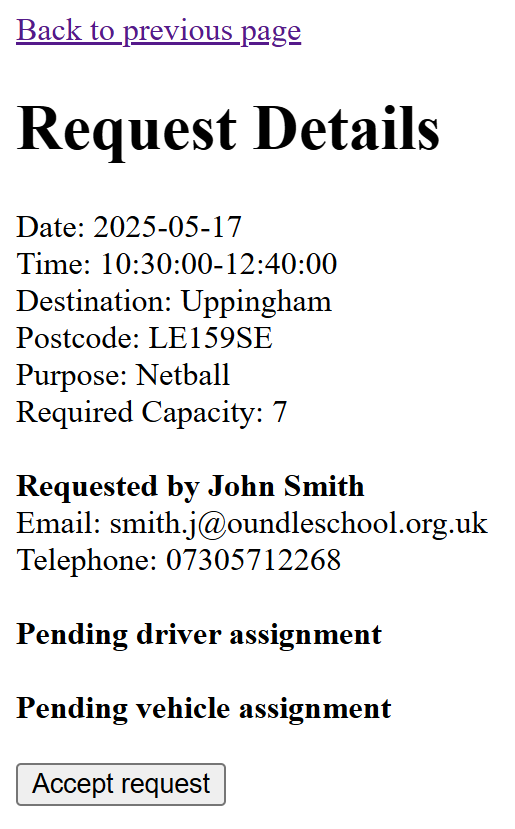 Back to previous page
Request Details
Date: 2025-05-17
Time: 10:30:00-12:40:00
Destination: Uppingham
Postcode: LE159SE
Purpose: Netball
Required Capacity: 7
Requested by John Smith
Email: smith.j@oundleschool.org.uk
Telephone: 07305712268
Pending driver assignment
Pending vehicle assignment
Accept request